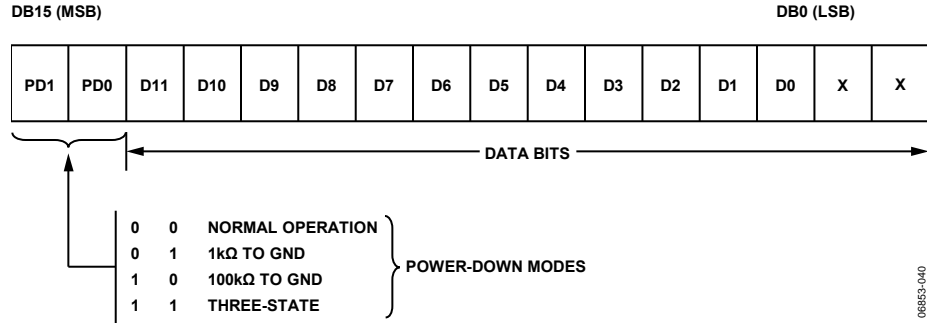 DB15 (MSB) DB0 (LSB)
PD1 PD0 D11 D10 D9 D8 D7 D6 D5 D4 D3 D2 D1 D0 X X
DATA BITS
0 0 NORMAL OPERATION
0 1 1kΩ TO GND
1 0 100kΩ TO GND
1 1 THREE-STATE
POWER-DOWN MODES
06853-040